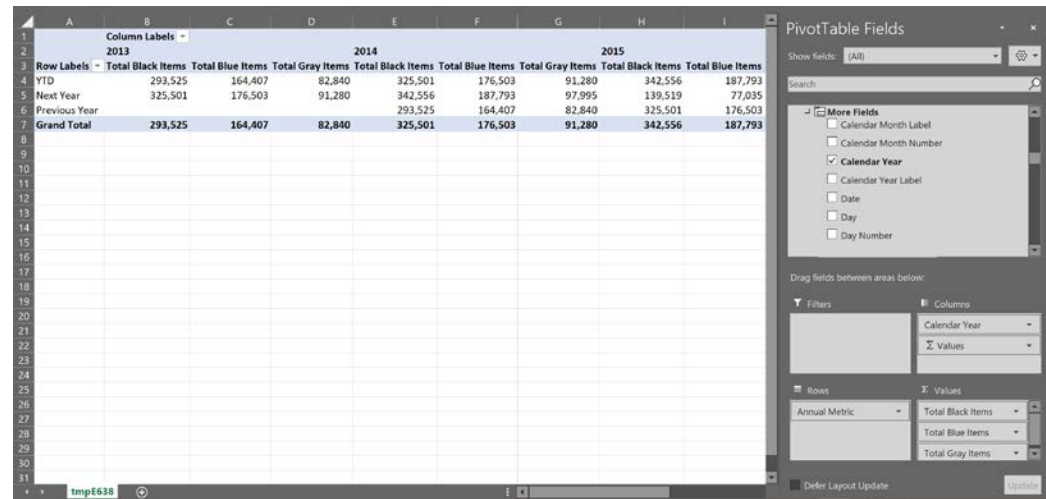 A B C D E F G H I
1 Column Labels
2 2013 2014 2015
3 Row Labels Total Black Items Total Blue Items Total Gray Items Total Black Items Total Blue Items Total Gray Items Total Black Items Total Blue Items
4 YTD 293,525 164,407 82,840 325,501 176,503 91,280 342,556 187,793
5 Next Year 325,501 176,503 91,280 342,556 187,793 97,995 139,519 77,035
6 Previous Year 293,525 164,407 82,840 325,501 176,503
7 Grand Total 293,525 164,407 82,840 325,501 176,503 91,280 342,556 187,793
8
9
10
11
12
13
14
15
16
17
18
19
20
21
22
23
24
25
26
27
28
29
30
31
tmpE638
PivotTable Fields
Show fields: (All)
Search
More Fields
Calendar Month Label
Calendar Month Number
Calendar Year
Calendar Year Label
Date
Day
Day Number
Drag fields between areas below:
Filters
Columns
Calendar Year
Σ Values
Rows
Σ Values
Annual Metric
Total Black Items
Total Blue Items
Total Gray Items
Defer Layout Update
Update